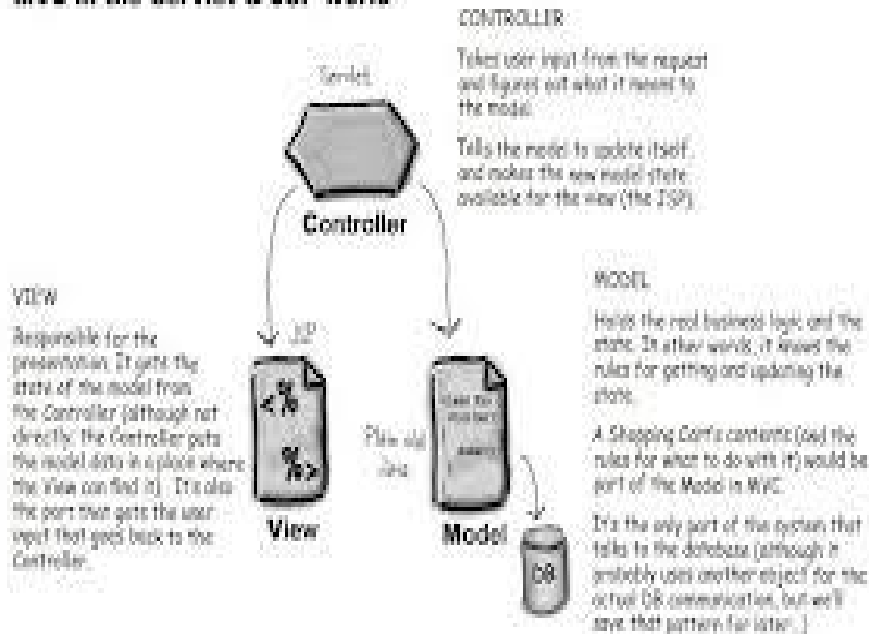 MVC in the Servlet & JSP world
CONTROLLER
Takes user input from the request
and figures out what it means to
the model.
Tells the model to update itself,
and makes the new model state
available for the view (the JSP).
Servlet
Controller
VIEW
Responsible for the
presentation. It gets the
state of the model from
the Controller (although not
directly; the Controller puts
the model data in a place where
the View can find it). It's also
the part that gets the user
input that goes back to the
Controller.
JSP
<%
%>
View
Plain old
Java
Model
DB
MODEL
Holds the real business logic and the
state. In other words, it knows the
rules for getting and updating the
state.
A Shopping Cart's contents (and the
rules for what to do with it) would be
part of the Model in MVC.
It's the only part of the system that
talks to the database (although it
probably uses another object for the
actual DB communication, but we'll
save that pattern for later...)